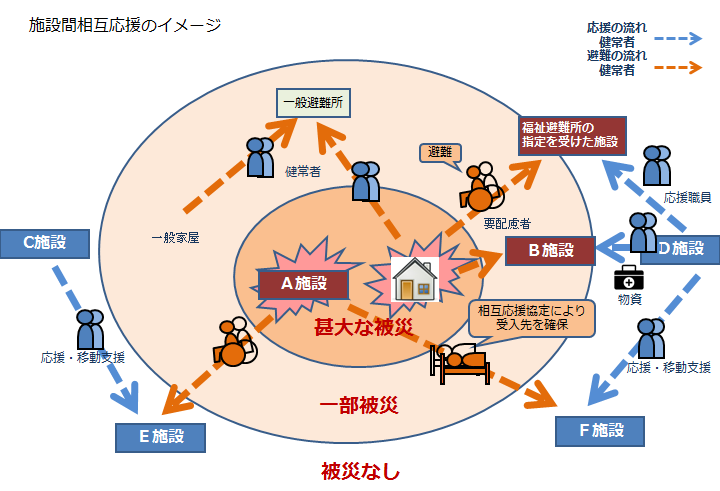 施設間相互応援のイメージ
応援の流れ
健常者
避難の流れ
健常者
一般避難所
福祉避難所の
指定を受けた施設
避難
健常者
応援職員
要配慮者
一般家屋
C施設
B施設
D施設
A施設
物資
相互応援協定により
受入先を確保
甚大な被災
応援・移動支援
応援・移動支援
一部被災
E施設
F施設
被災なし